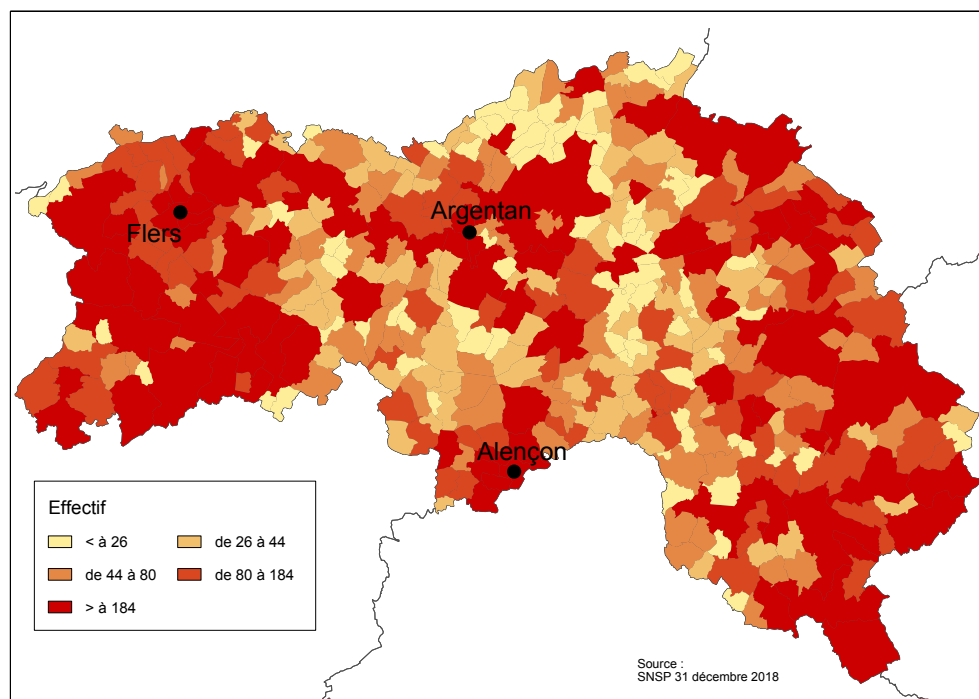 Argentan
Flers
Alençon
Effectif
< à 26
de 26 à 44
de 44 à 80
de 80 à 184
> à 184
Source :
SNSP 31 décembre 2018